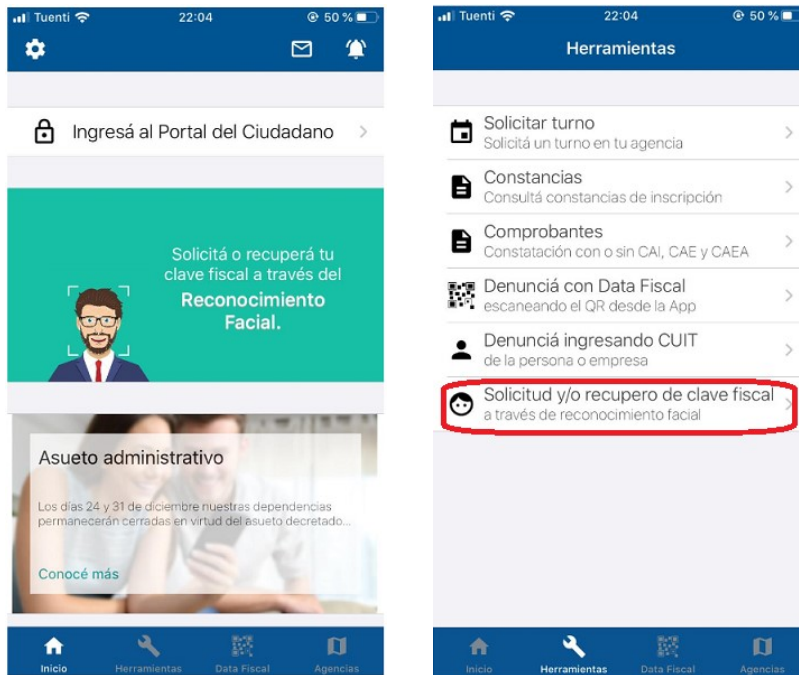 Tuenti 22:04 50 %
Ingresá al Portal del Ciudadano
Solicitá o recuperá tu
clave fiscal a través del
Reconocimiento
Facial.
Asueto administrativo
Los días 24 y 31 de diciembre nuestras dependencias
permanecerán cerradas en virtud del asueto decretado...
Conocé más
Inicio Herramientas Data Fiscal Agencias
Tuenti 22:04 50 %
Herramientas
Solicitar turno
Solicitá un turno en tu agencia
Constancias
Consultá constancias de inscripción
Comprobantes
Constatación con o sin CAI, CAE y CAEA
Denunciá con Data Fiscal
escaneando el QR desde la App
Denunciá ingresando CUIT
de la persona o empresa
Solicitud y/o recupero de clave fiscal
a través de reconocimiento facial
Inicio Herramientas Data Fiscal Agencias